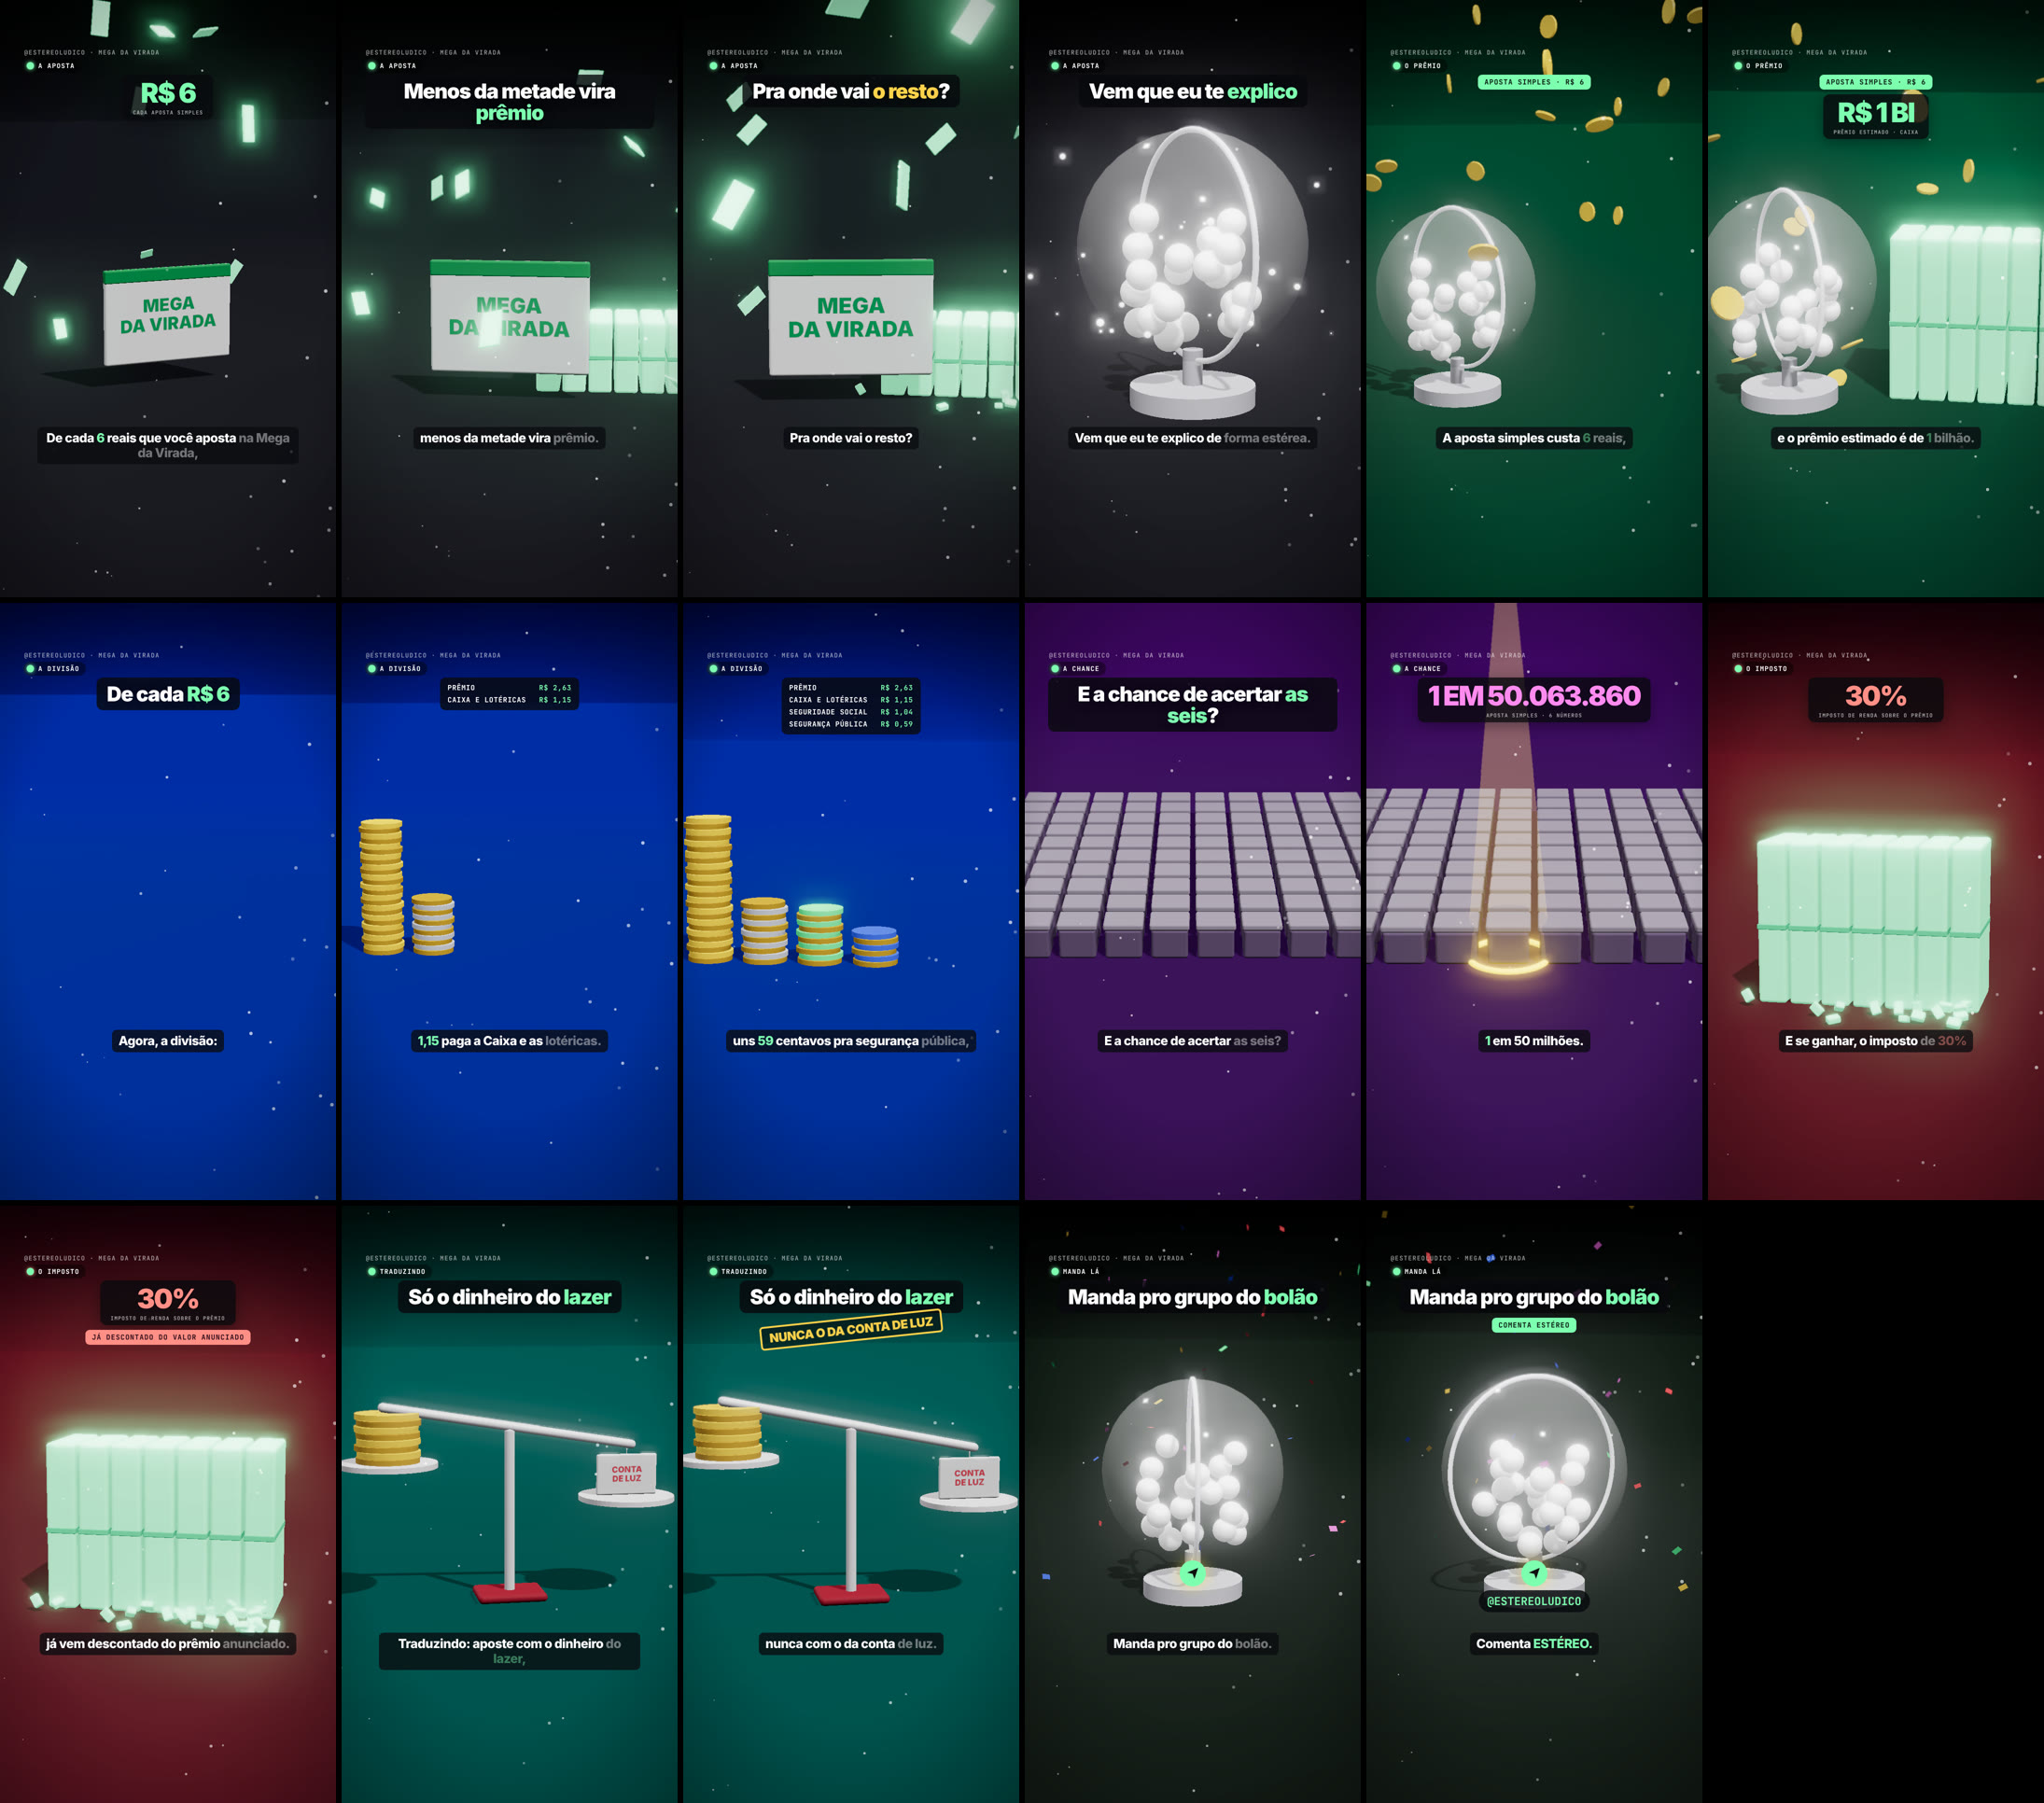 @ESTEREOLUDICO · MEGA DA VIRADA
A APOSTA
R$ 6
CADA APOSTA SIMPLES
MEGA
DA VIRADA
De cada 6 reais que você aposta na Mega
da Virada,
A APOSTA
Menos da metade vira
prêmio
MEGA
DA VIRADA
menos da metade vira prêmio.
A APOSTA
Pra onde vai o resto?
MEGA
DA VIRADA
Pra onde vai o resto?
@ESTEREOLUDICO · MEGA DA VIRADA
A APOSTA
Vem que eu te explico
Vem que eu te explico de forma estérea.
@ESTEREOLUDICO · MEGA DA VIRADA
O PRÊMIO
APOSTA SIMPLES · R$ 6
A aposta simples custa 6 reais,
@ESTEREOLUDICO · MEGA DA VIRADA
O PRÊMIO
APOSTA SIMPLES · R$ 6
R$ 1 BI
PRÊMIO ESTIMADO · CAIXA
e o prêmio estimado é de 1 bilhão.
@ESTEREOLUDICO · MEGA DA VIRADA
A DIVISÃO
De cada R$ 6
Agora, a divisão:
@ESTEREOLUDICO · MEGA DA VIRADA
A DIVISÃO
PRÊMIO R$ 2,63
CAIXA E LOTÉRICAS R$ 1,15
1,15 paga a Caixa e as lotéricas.
@ESTEREOLUDICO · MEGA DA VIRADA
A DIVISÃO
PRÊMIO R$ 2,63
CAIXA E LOTÉRICAS R$ 1,15
SEGURIDADE SOCIAL R$ 1,04
SEGURANÇA PÚBLICA R$ 0,59
uns 59 centavos pra segurança pública,
@ESTEREOLUDICO · MEGA DA VIRADA
A CHANCE
E a chance de acertar as
seis?
E a chance de acertar as seis?
@ESTEREOLUDICO · MEGA DA VIRADA
A CHANCE
1 EM 50.063.860
APOSTA SIMPLES · 6 NÚMEROS
1 em 50 milhões.
@ESTEREOLUDICO · MEGA DA VIRADA
O IMPOSTO
30%
IMPOSTO DE RENDA SOBRE O PRÊMIO
E se ganhar, o imposto de 30%
@ESTEREOLUDICO · MEGA DA VIRADA
O IMPOSTO
30%
IMPOSTO DE RENDA SOBRE O PRÊMIO
JÁ DESCONTADO DO VALOR ANUNCIADO
já vem descontado do prêmio anunciado.
@ESTEREOLUDICO · MEGA DA VIRADA
TRADUZINDO
Só o dinheiro do lazer
CONTA
DE LUZ
Traduzindo: aposte com o dinheiro do
lazer,
@ESTEREOLUDICO · MEGA DA VIRADA
TRADUZINDO
Só o dinheiro do lazer
NUNCA O DA CONTA DE LUZ
CONTA
DE LUZ
nunca com o da conta de luz.
@ESTEREOLUDICO · MEGA DA VIRADA
MANDA LÁ
Manda pro grupo do bolão
Manda pro grupo do bolão.
@ESTEREOLUDICO · MEGA DA VIRADA
MANDA LÁ
Manda pro grupo do bolão
COMENTA ESTÉREO
@ESTEREOLUDICO
Comenta ESTÉREO.